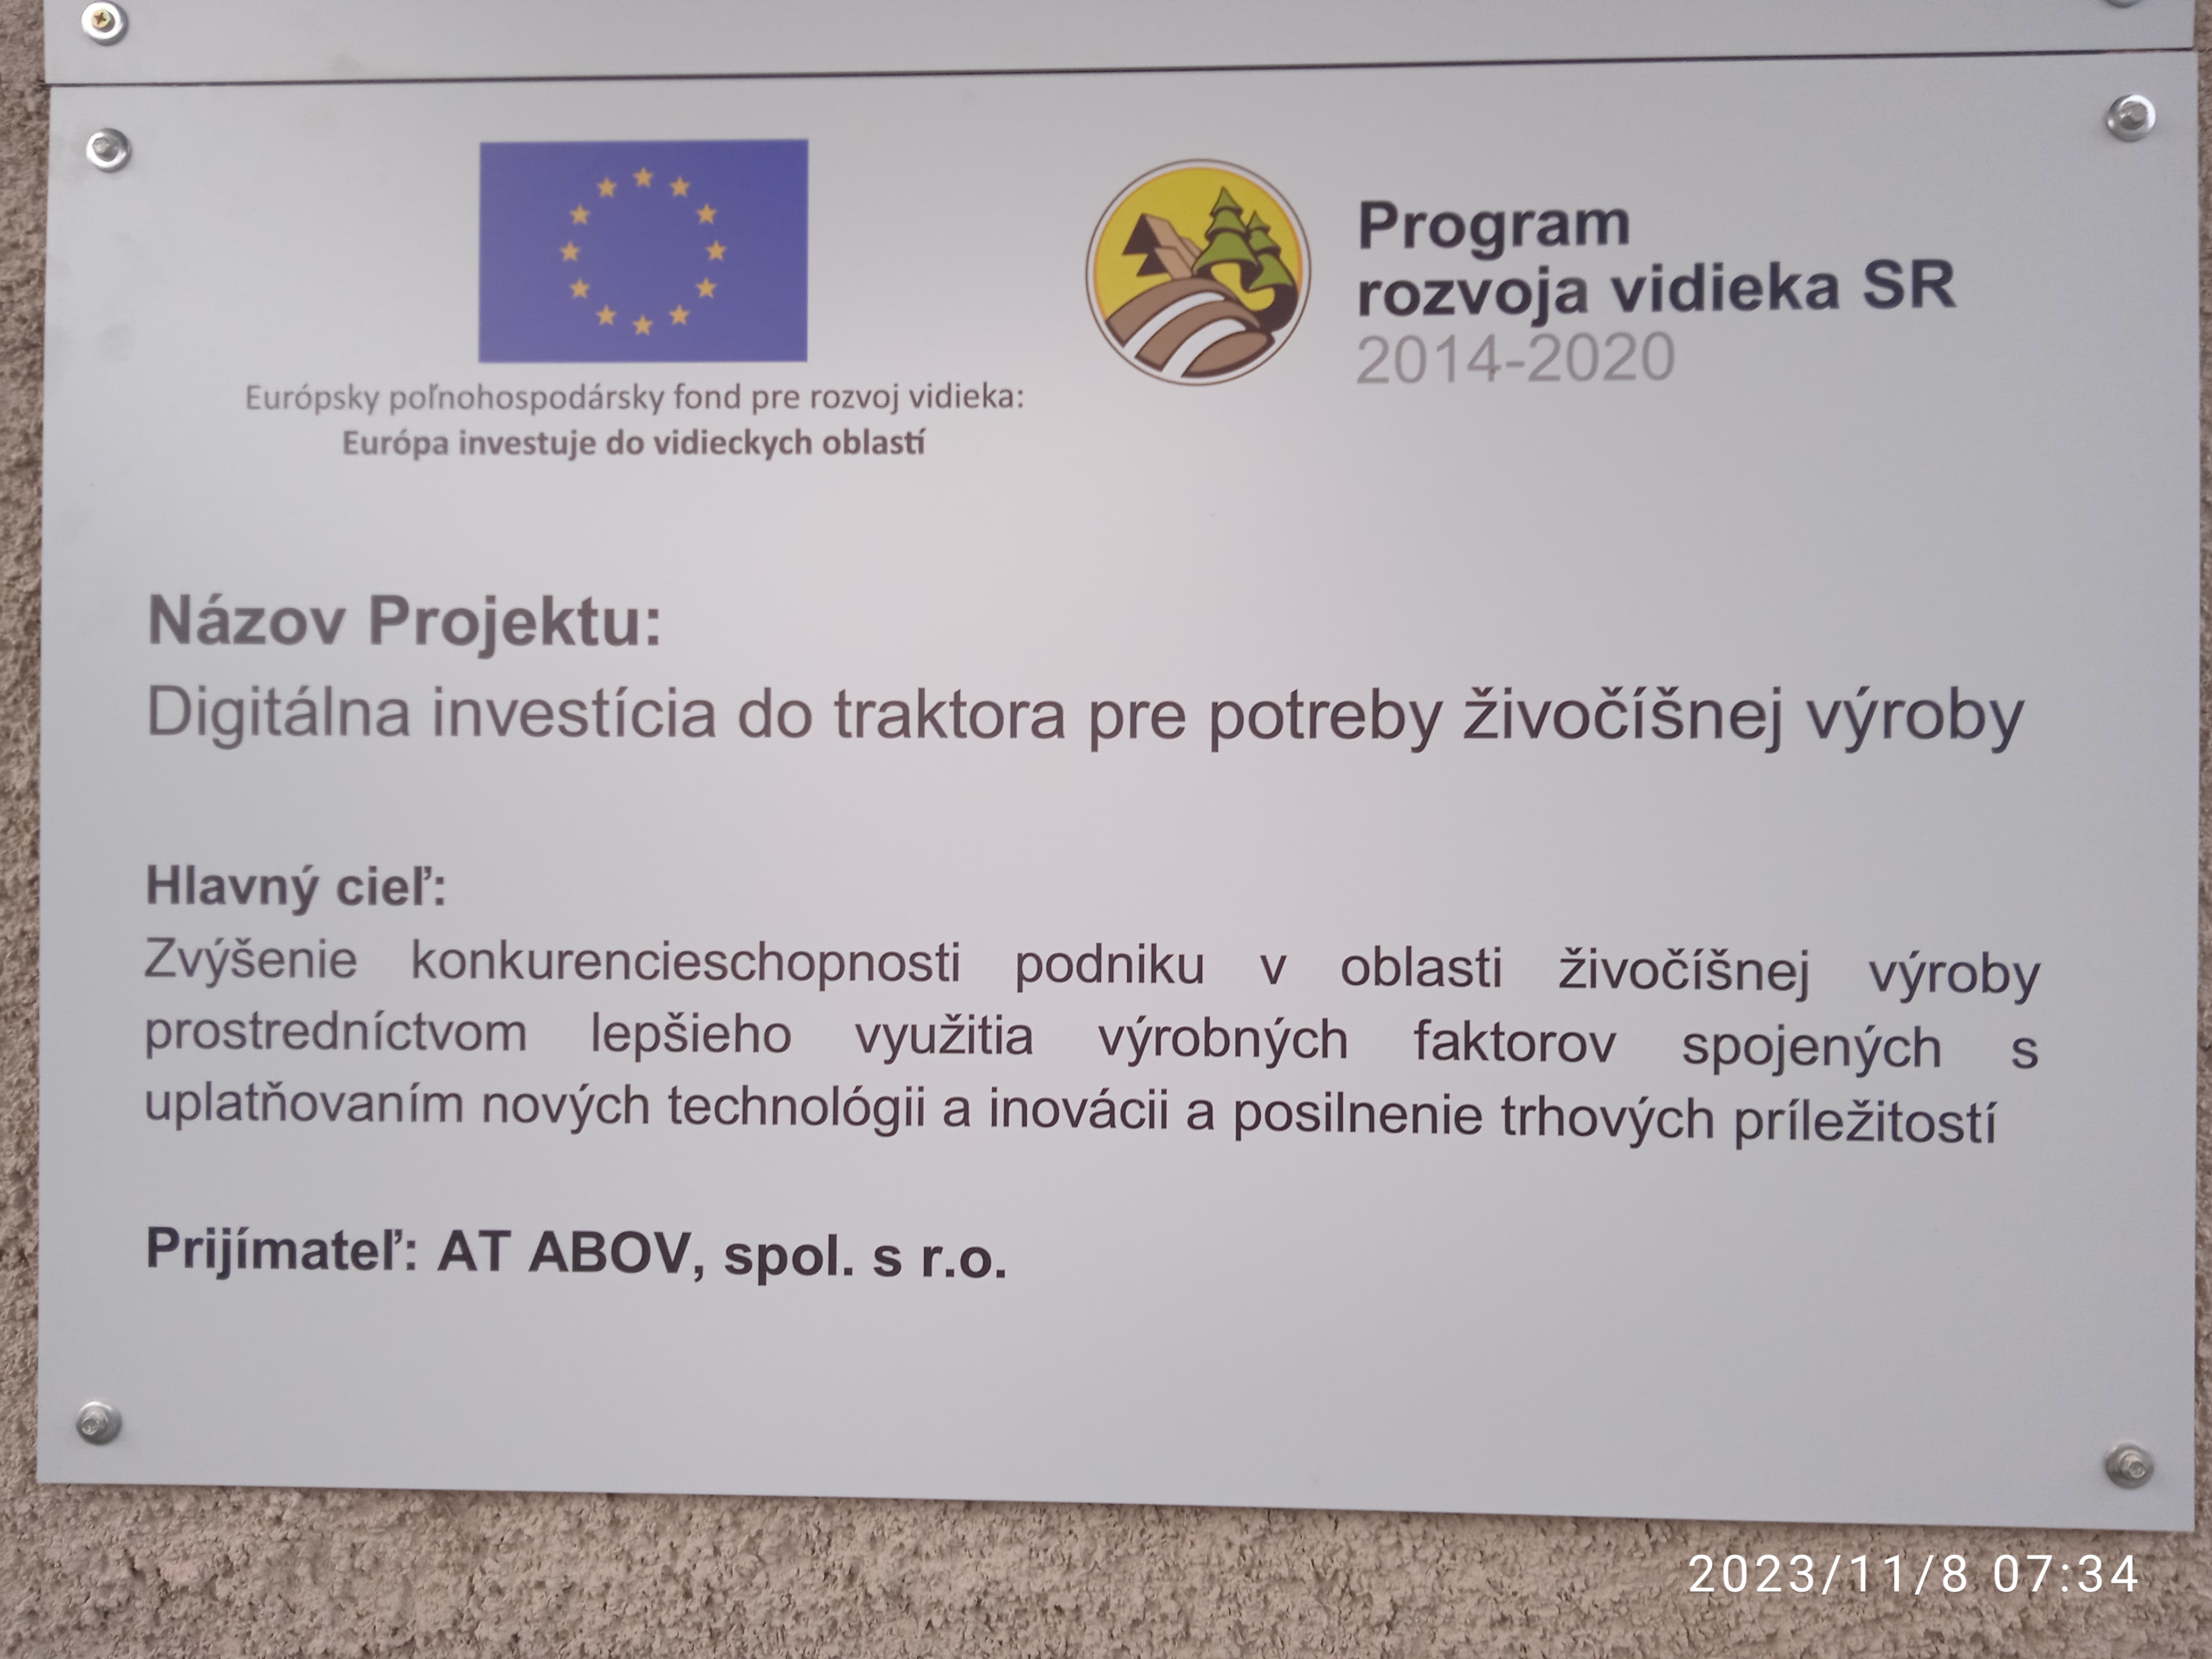 Európsky poľnohospodársky fond pre rozvoj vidieka:
Európa investuje do vidieckych oblastí
Program
rozvoja vidieka SR
2014-2020
Názov Projektu:
Digitálna investícia do traktora pre potreby živočíšnej výroby
Hlavný cieľ:
Zvýšenie konkurencieschopnosti podniku v oblasti živočíšnej výroby
prostredníctvom lepšieho využitia výrobných faktorov spojených s
uplatňovaním nových technológii a inovácii a posilnenie trhových príležitostí
Prijímateľ: AT ABOV, spol. s r.o.
2023/11/8 07:34